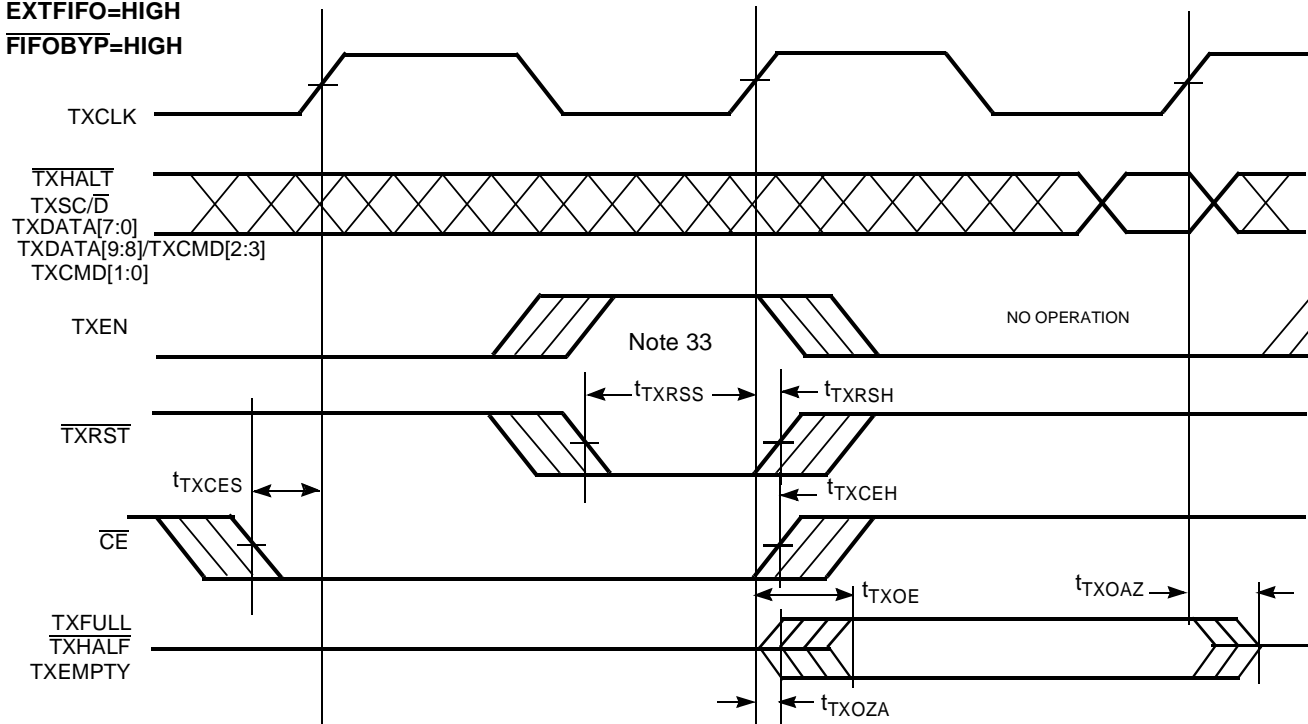 EXTFIFO=HIGH
FIFOBYP=HIGH
TXCLK
TXHALT
TXSC/D
TXDATA[7:0]
TXDATA[9:8]/TXCMD[2:3]
TXCMD[1:0]
TXEN
Note 33
NO OPERATION
tTXRSS
tTXRSH
TXRST
tTXCES
tTXCEH
CE
tTXOE
tTXOAZ
TXFULL
TXHALF
TXEMPTY
tTXOZA